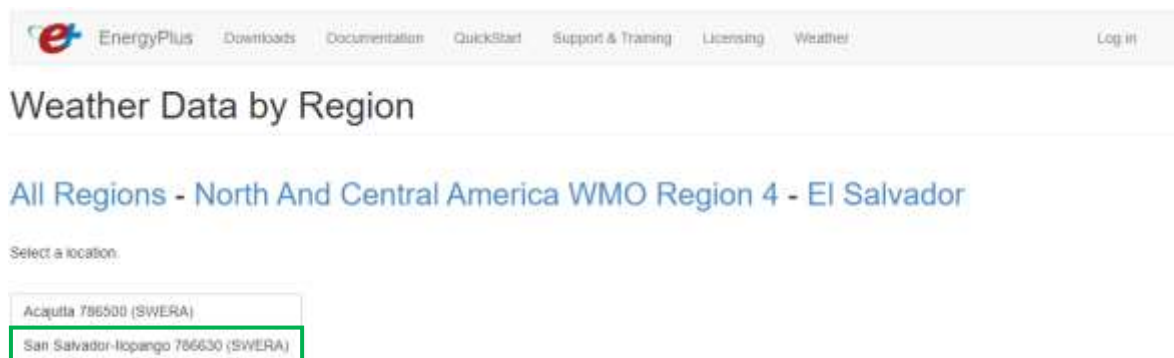 e+ EnergyPlus Downloads Documentation QuickStart Support & Training Licensing Weather Log in
Weather Data by Region
All Regions - North And Central America WMO Region 4 - El Salvador
Select a location.
Acajutla 786500 (SWERA)
San Salvador-Ilopango 786630 (SWERA)